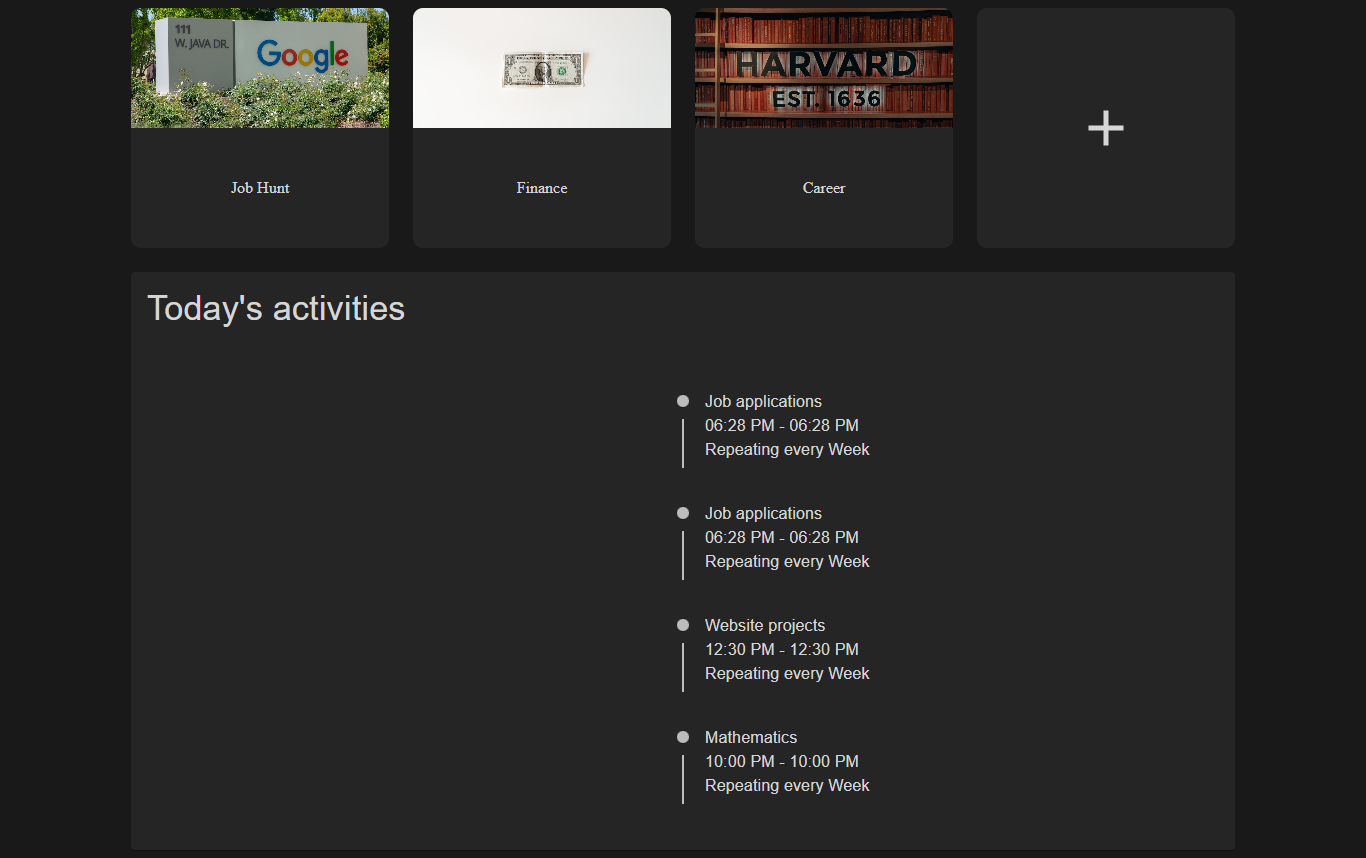 111
W. JAVA DR.
Google
HARVARD
EST. 1636
Job Hunt
Finance
Career
Today's activities
Job applications
06:28 PM - 06:28 PM
Repeating every Week
Job applications
06:28 PM - 06:28 PM
Repeating every Week
Website projects
12:30 PM - 12:30 PM
Repeating every Week
Mathematics
10:00 PM - 10:00 PM
Repeating every Week